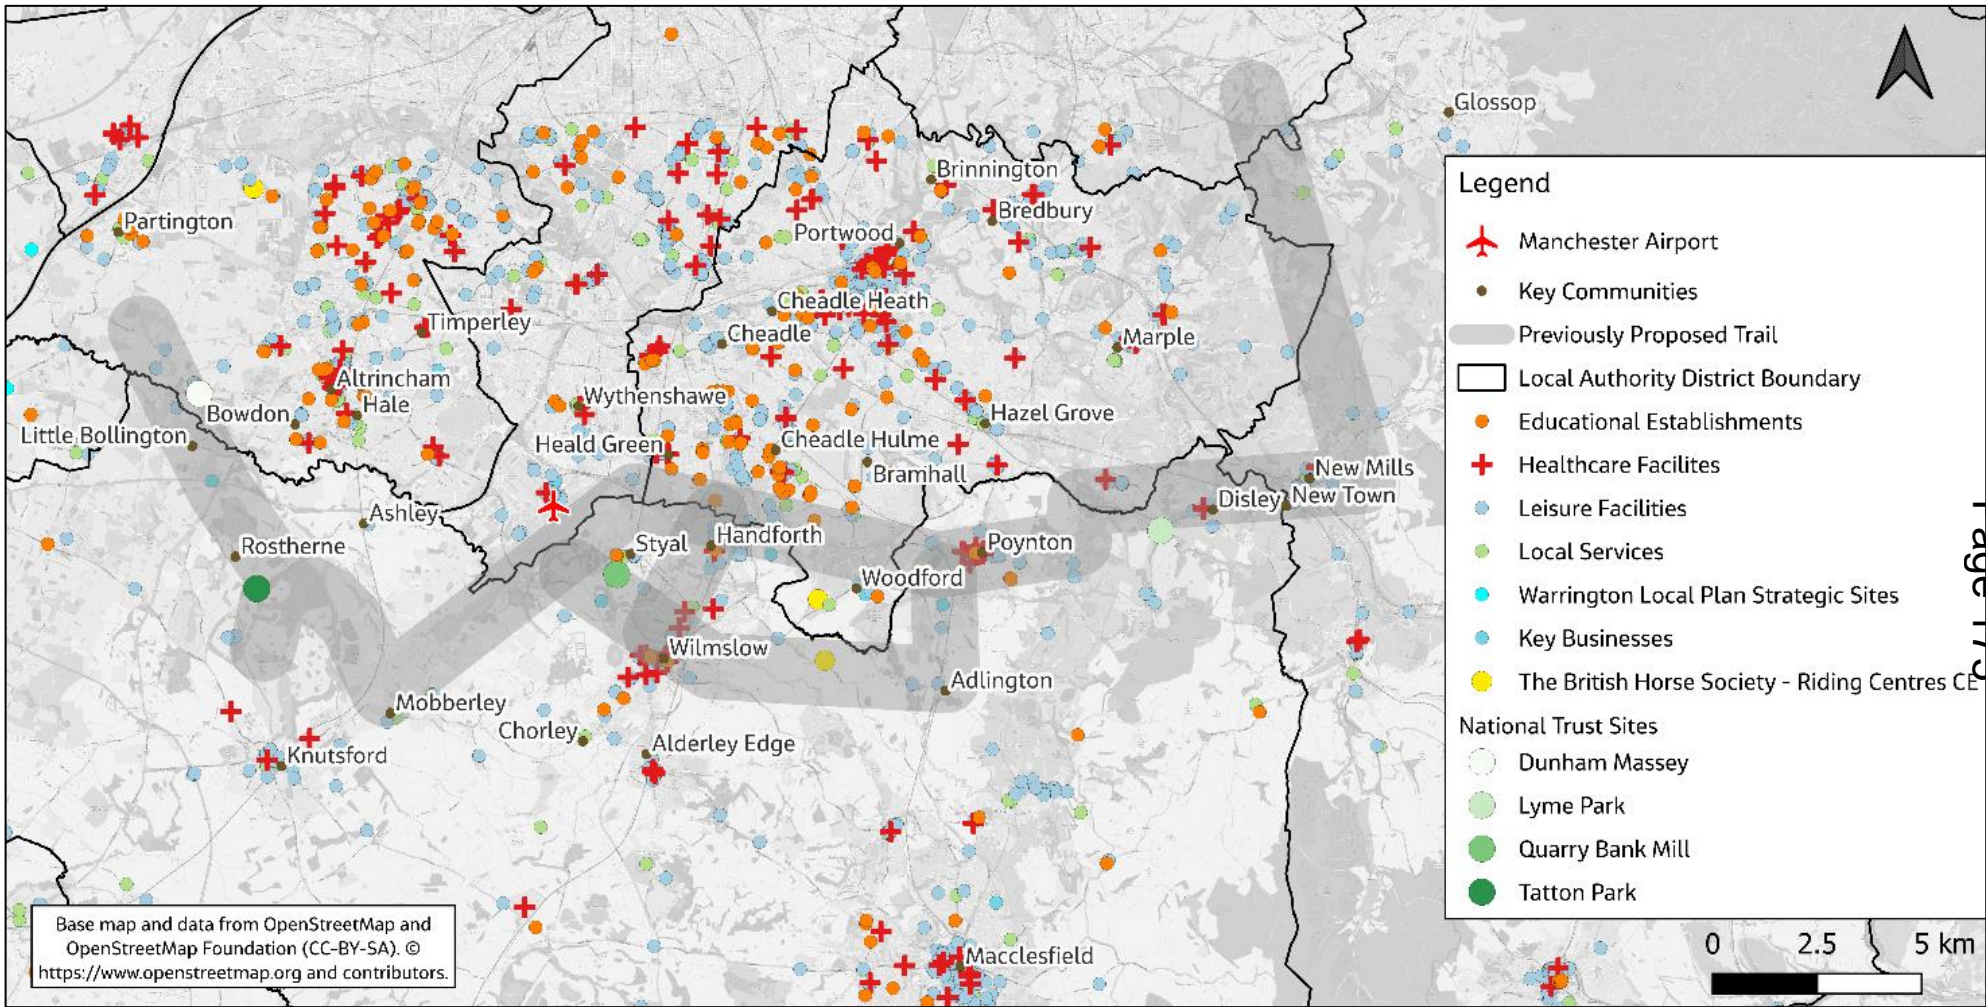 Glossop
Brinnington
Partington
Bredbury
Portwood
Cheadle Heath
Timperley
Cheadle
Marple
Altrincham
Wythenshawe
Bowdon
Hale
Hazel Grove
Little Bollington
Heald Green
Cheadle Hulme
Bramhall
New Mills
Disley
New Town
Ashley
Handforth
Styal
Poynton
Rostherne
Woodford
Wilmslow
Adlington
Mobberley
Chorley
Alderley Edge
Knutsford
Macclesfield
Legend
Manchester Airport
Key Communities
Previously Proposed Trail
Local Authority District Boundary
Educational Establishments
Healthcare Facilites
Leisure Facilities
Local Services
Warrington Local Plan Strategic Sites
Key Businesses
The British Horse Society - Riding Centres CE
National Trust Sites
Dunham Massey
Lyme Park
Quarry Bank Mill
Tatton Park
0 2.5 5 km
Base map and data from OpenStreetMap and
OpenStreetMap Foundation (CC-BY-SA). ©
https://www.openstreetmap.org and contributors.